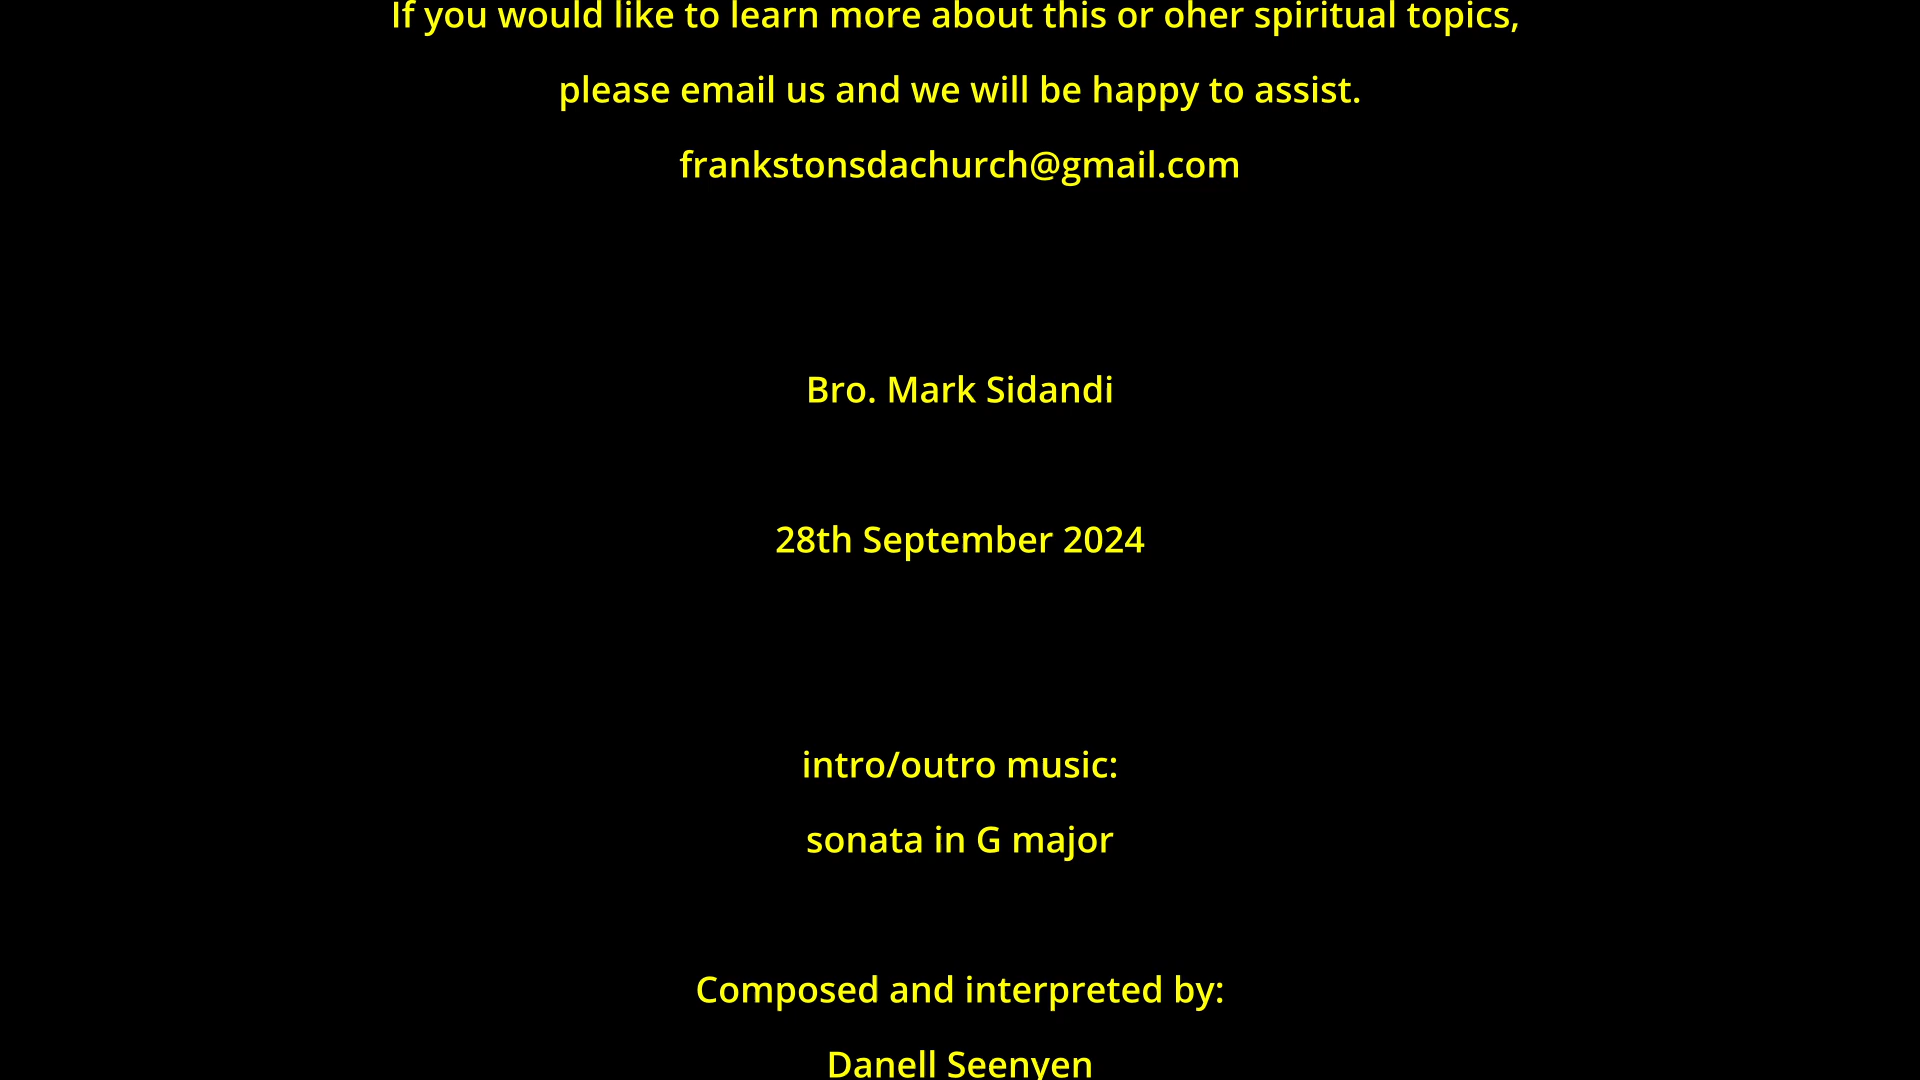 If you would like to learn more about this or oher spiritual topics,
please email us and we will be happy to assist.
frankstonsdachurch@gmail.com
Bro. Mark Sidandi
28th September 2024
intro/outro music:
sonata in G major
Composed and interpreted by:
Danell Seenyen